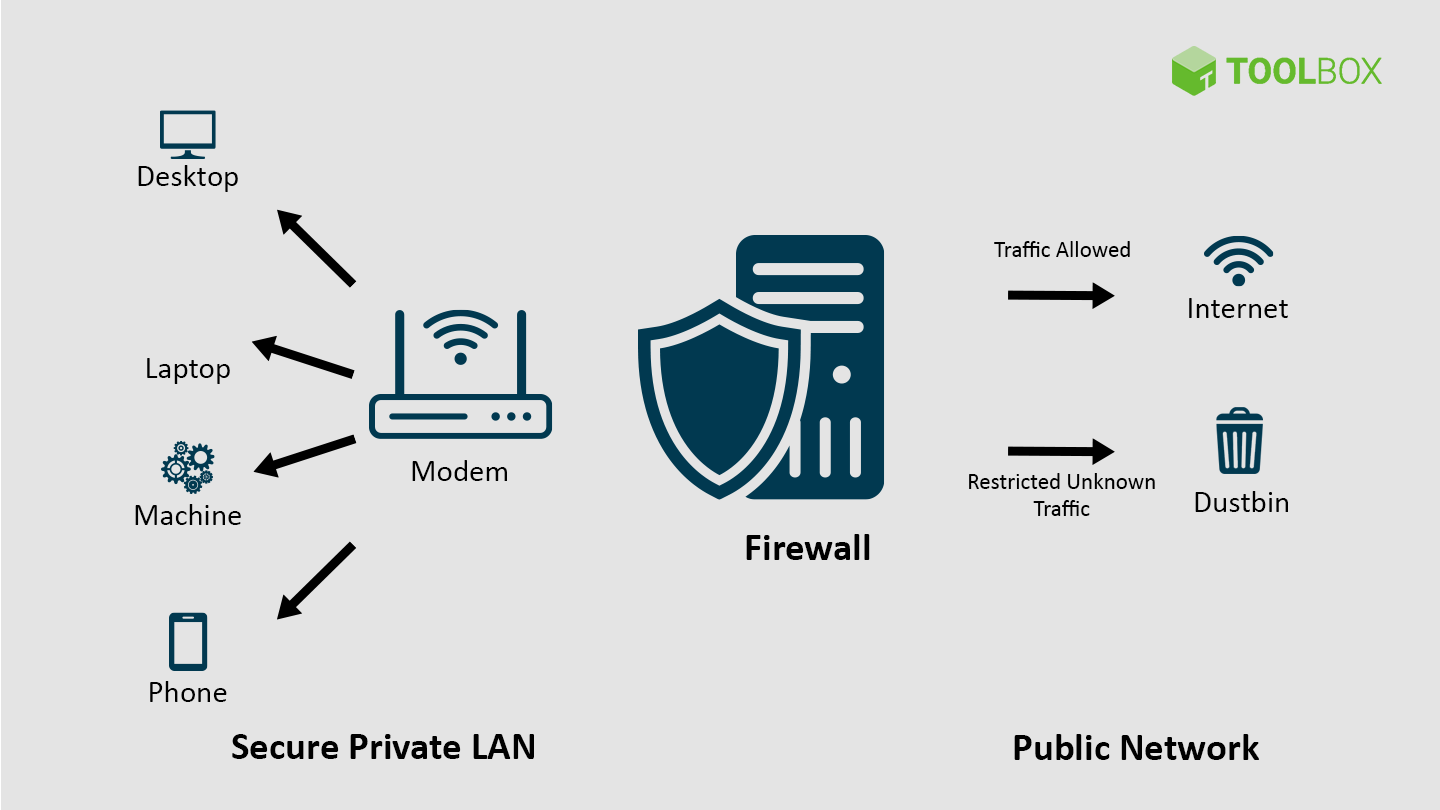 TOOLBOX
Desktop
Laptop
Machine
Phone
Modem
Secure Private LAN
Firewall
Traffic Allowed
Internet
Restricted Unknown
Traffic
Dustbin
Public Network